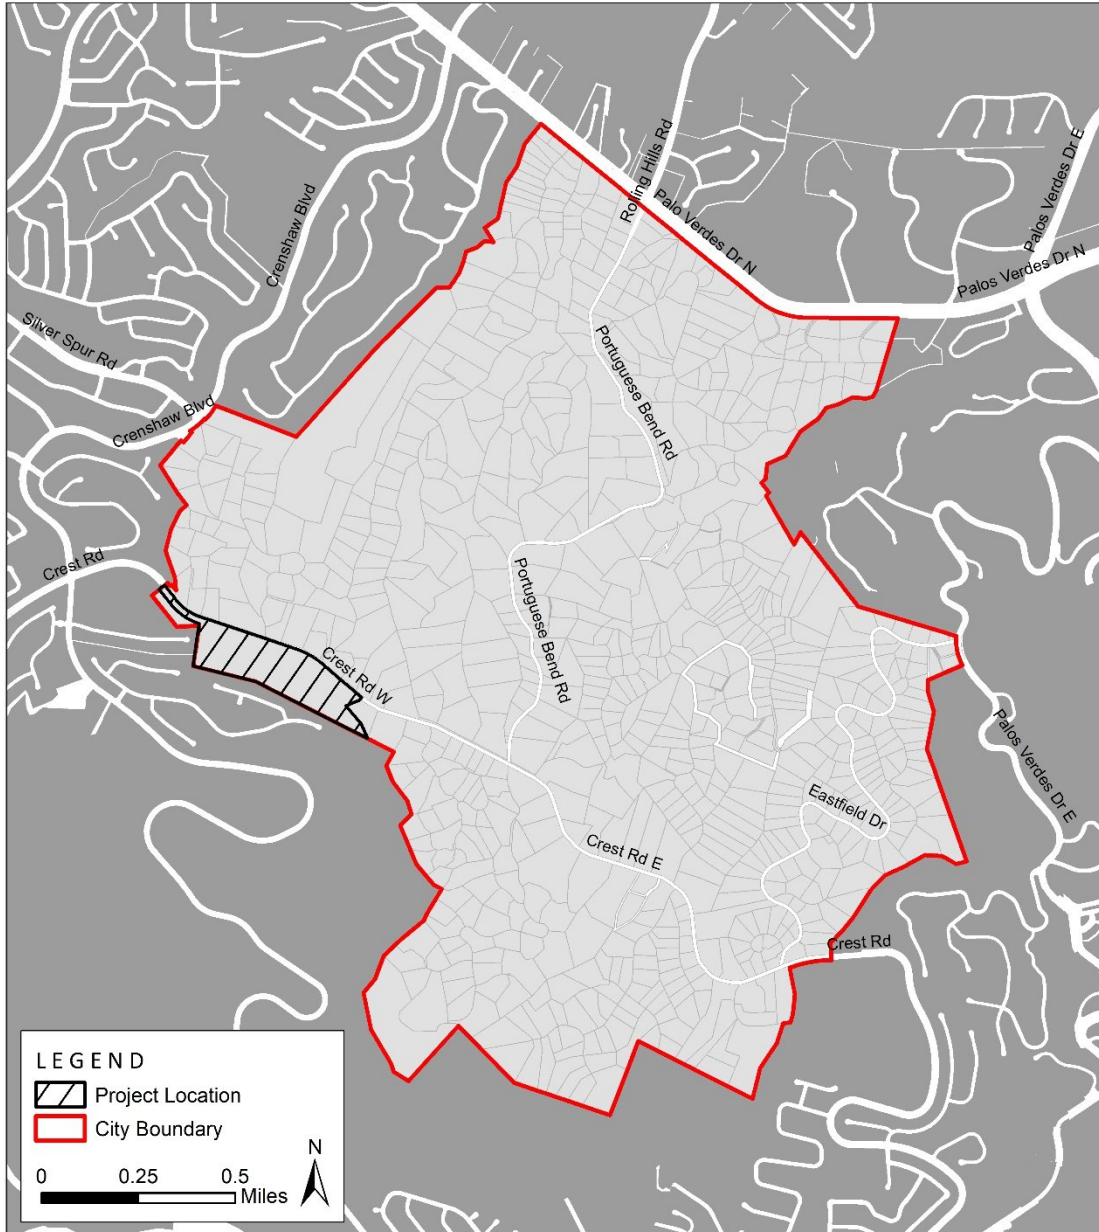 Rolling Hills Rd
Palos Verdes Dr E
Crenshaw Blvd
Palo Verdes Dr N
Palos Verdes Dr N
Silver Spur Rd
Portuguese Bend Rd
Crenshaw Blvd
Crest Rd
Portuguese Bend Rd
Crest Rd W
Palos Verdes Dr E
Eastfield Dr
Crest Rd E
Crest Rd
LEGEND
Project Location
City Boundary
N
0 0.25 0.5
Miles